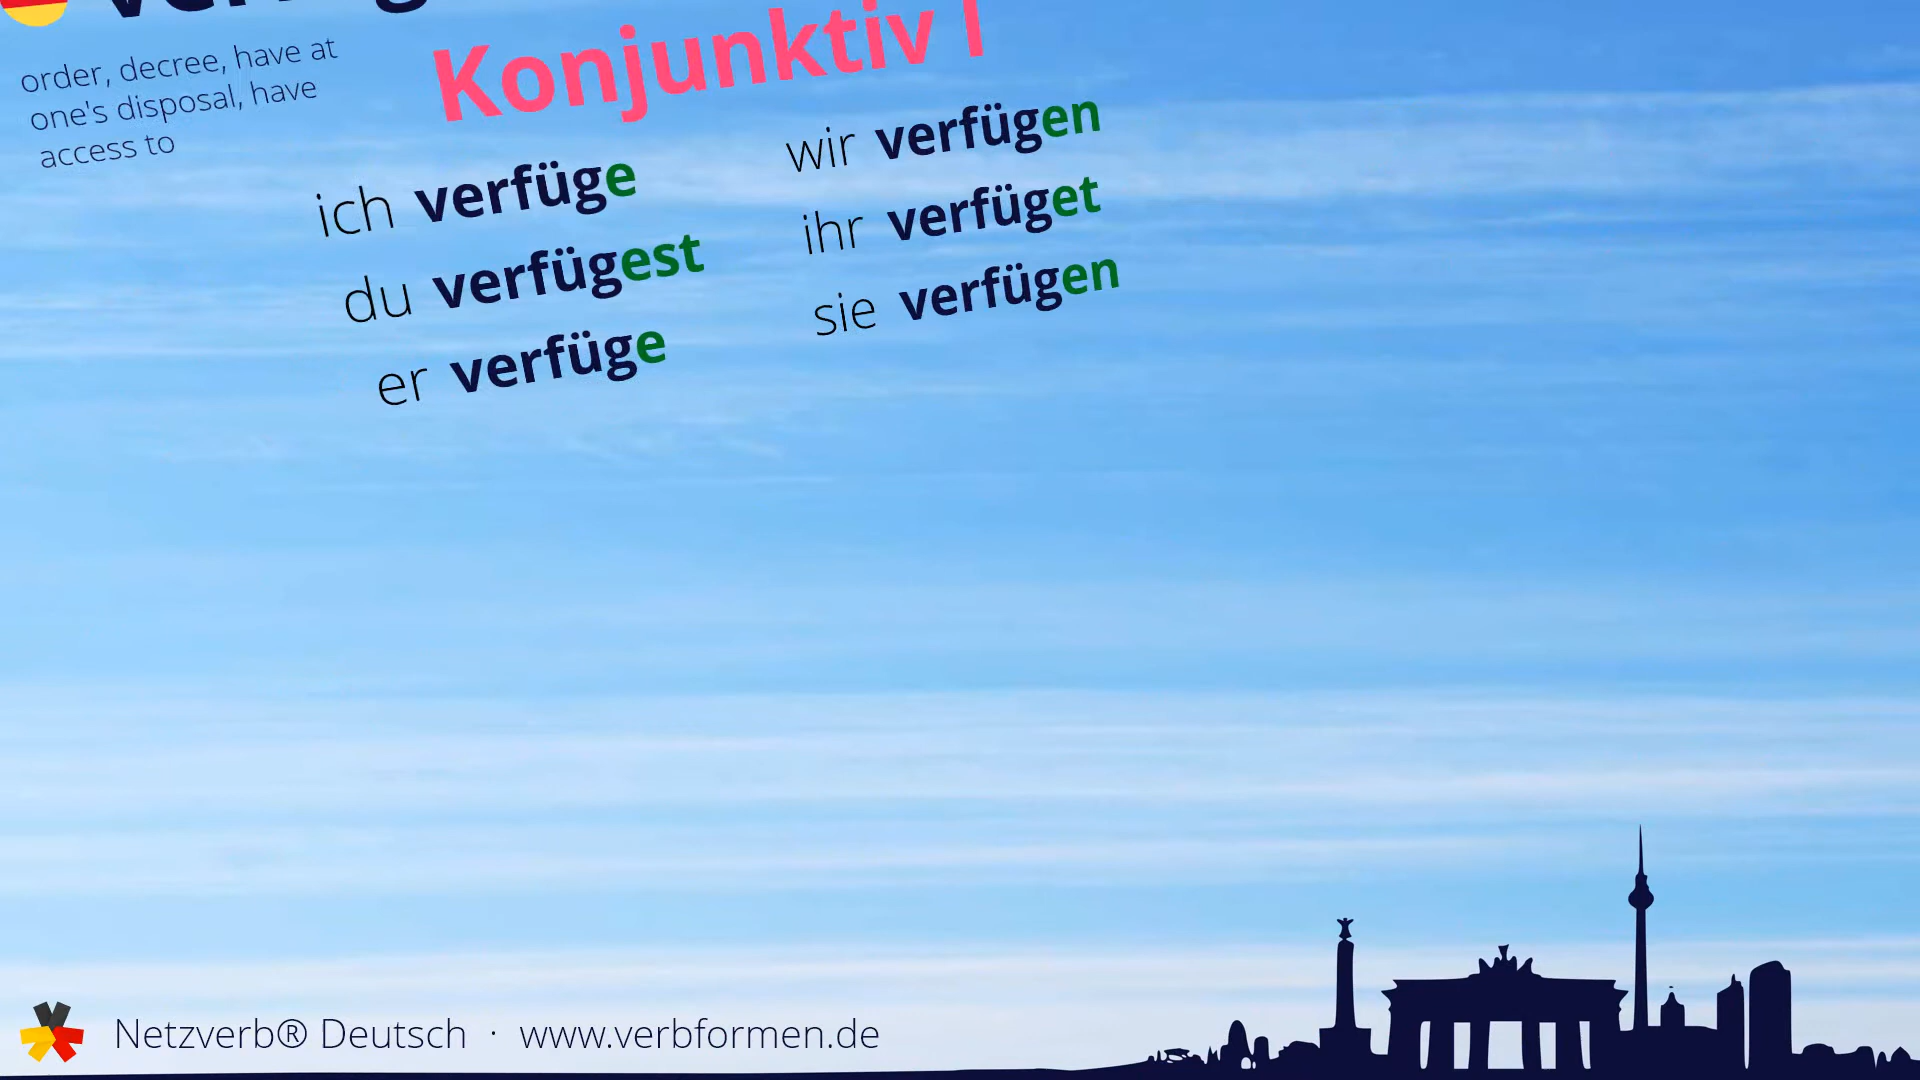 order, decree, have at
one's disposal, have
access to
Konjunktiv I
ich verfüge
du verfügest
er verfüge
wir verfügen
ihr verfüget
sie verfügen
Netzverb® Deutsch · www.verbformen.de